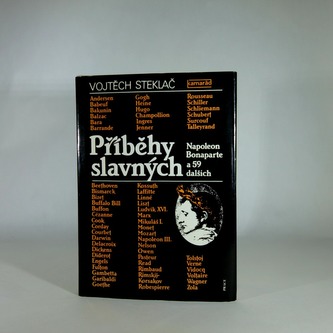 VOJTĚCH STEKLAČ
kamarád
Andersen
Babeuf
Bakunin
Balzac
Bara
Barrande
Gogh
Heine
Hugo
Champollion
Ingres
Jenner
Rousseau
Schiller
Schliemann
Schubert
Surcouf
Talleyrand
Příběhy
slavných
Napoleon
Bonaparte
a 59
dalších
Beethoven
Bismarck
Bizet
Buffalo Bill
Buffon
Cézanne
Cook
Corday
Courbet
Darwin
Delacroix
Dickens
Diderot
Engels
Fulton
Gambetta
Garibaldi
Goethe
Kossuth
Laffitte
Linné
Liszt
Ludvík XVI.
Marx
Mikuláš I.
Monet
Mozart
Napoleon III.
Nelson
Owen
Pasteur
Read
Rimbaud
Rimskij-
Korsakov
Robespierre
Tolstoj
Verne
Vidocq
Voltaire
Wagner
Zola